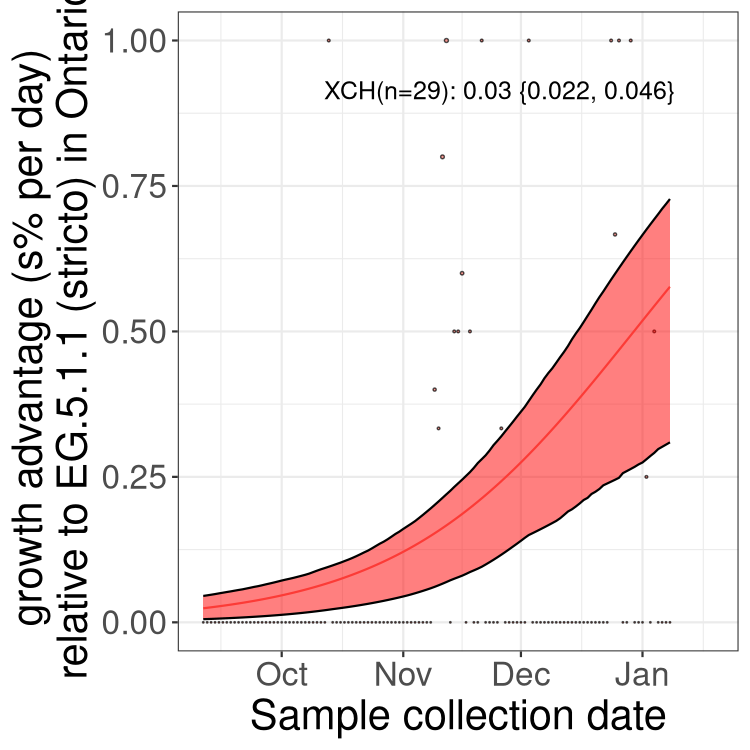 growth advantage (s% per day)
relative to EG.5.1.1 (stricto) in Ontario
1.00
0.75
0.50
0.25
0.00
XCH(n=29): 0.03 {0.022, 0.046}
Oct Nov Dec Jan
Sample collection date